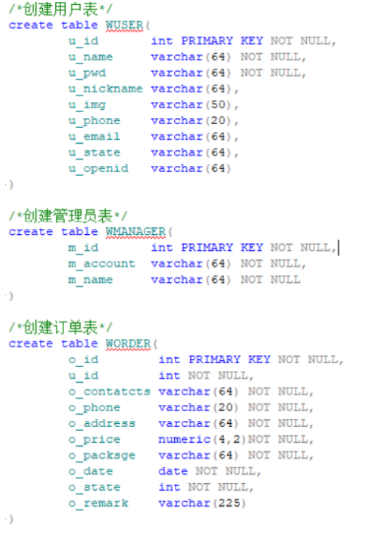 /*创建用户表*/
create table WUSER(
u_id int PRIMARY KEY NOT NULL,
u_name varchar(64) NOT NULL,
u_pwd varchar(64) NOT NULL,
u_nickname varchar(64),
u_img varchar(50),
u_phone varchar(20),
u_email varchar(64),
u_state varchar(64),
u_openid varchar(64)
)
/*创建管理员表*/
create table WMANAGER(
m_id int PRIMARY KEY NOT NULL,
m_account varchar(64) NOT NULL,
m_name varchar(64) NOT NULL
)
/*创建订单表*/
create table WORDER(
o_id int PRIMARY KEY NOT NULL,
u_id int NOT NULL,
o_contatcts varchar(64) NOT NULL,
o_phone varchar(20) NOT NULL,
o_address varchar(64) NOT NULL,
o_price numeric(4,2)NOT NULL,
o_packsge varchar(64) NOT NULL,
o_date date NOT NULL,
o_state int NOT NULL,
o_remark varchar(225)
)